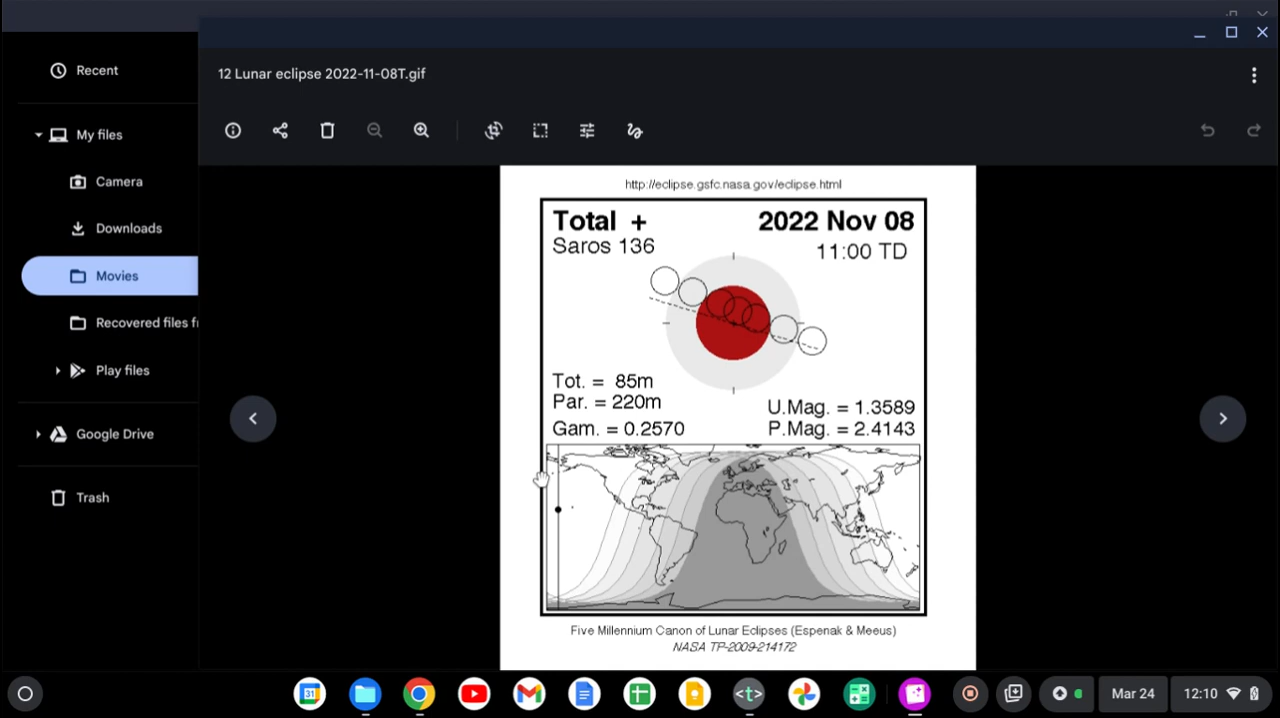 12 Lunar eclipse 2022-11-08T.gif
Recent
My files
Camera
Downloads
Movies
Recovered files f
Play files
Google Drive
Trash
http://eclipse.gsfc.nasa.gov/eclipse.html
Total + 2022 Nov 08
Saros 136 11:00 TD
Tot. = 85m
Par. = 220m U.Mag. = 1.3589
Gam. = 0.2570 P.Mag. = 2.4143
Five Millennium Canon of Lunar Eclipses (Espenak & Meeus)
NASA TP-2009-214172
31
<t>
Mar 24 12:10